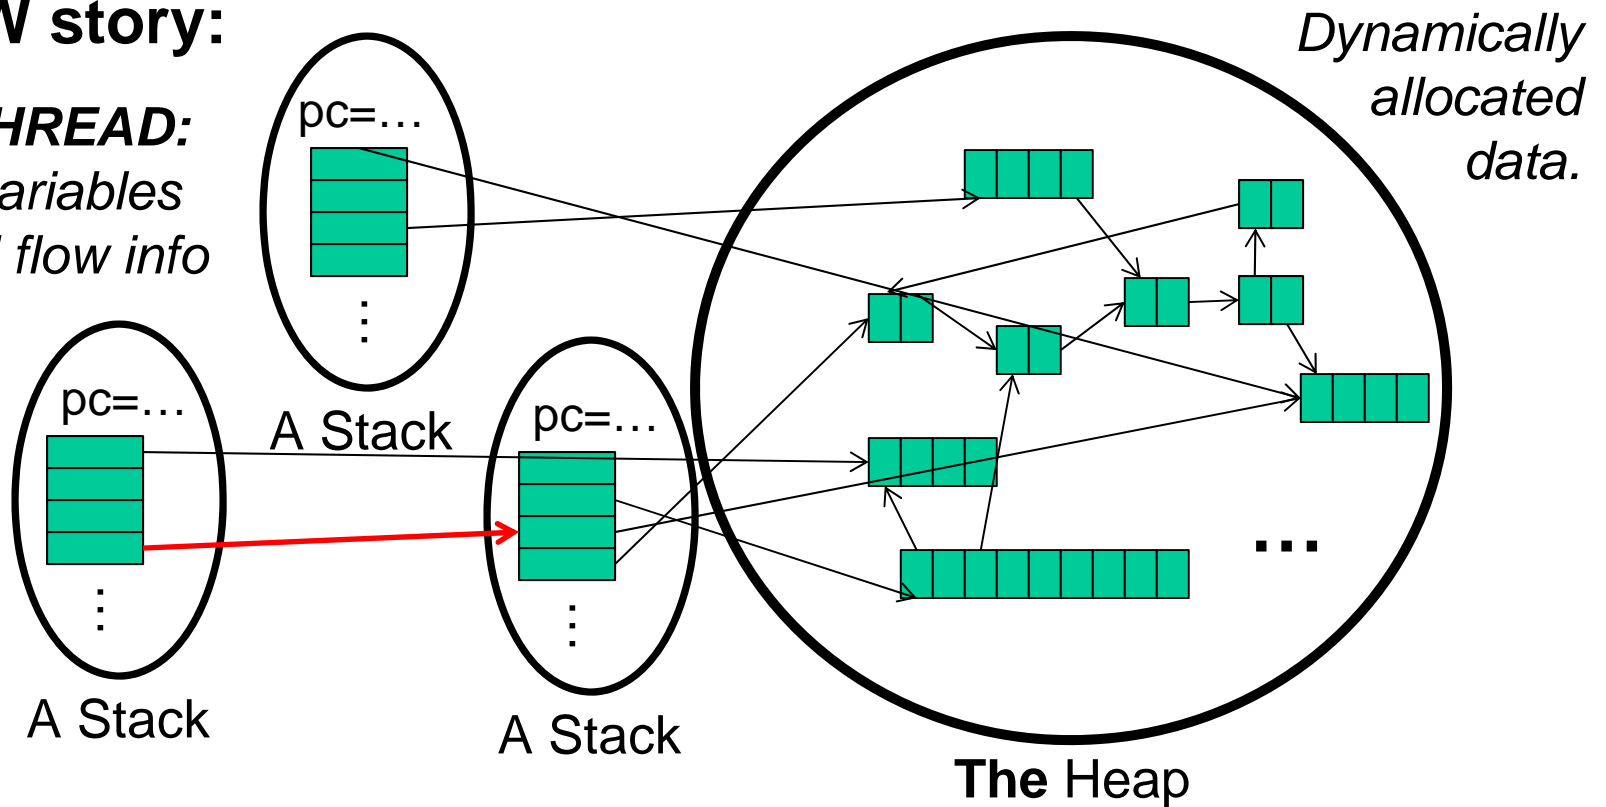 W story:
HREAD:
ariables
flow info
pc=...
⋮
A Stack
pc=...
⋮
A Stack
pc=...
⋮
A Stack
Dynamically
allocated
data.
...
The Heap